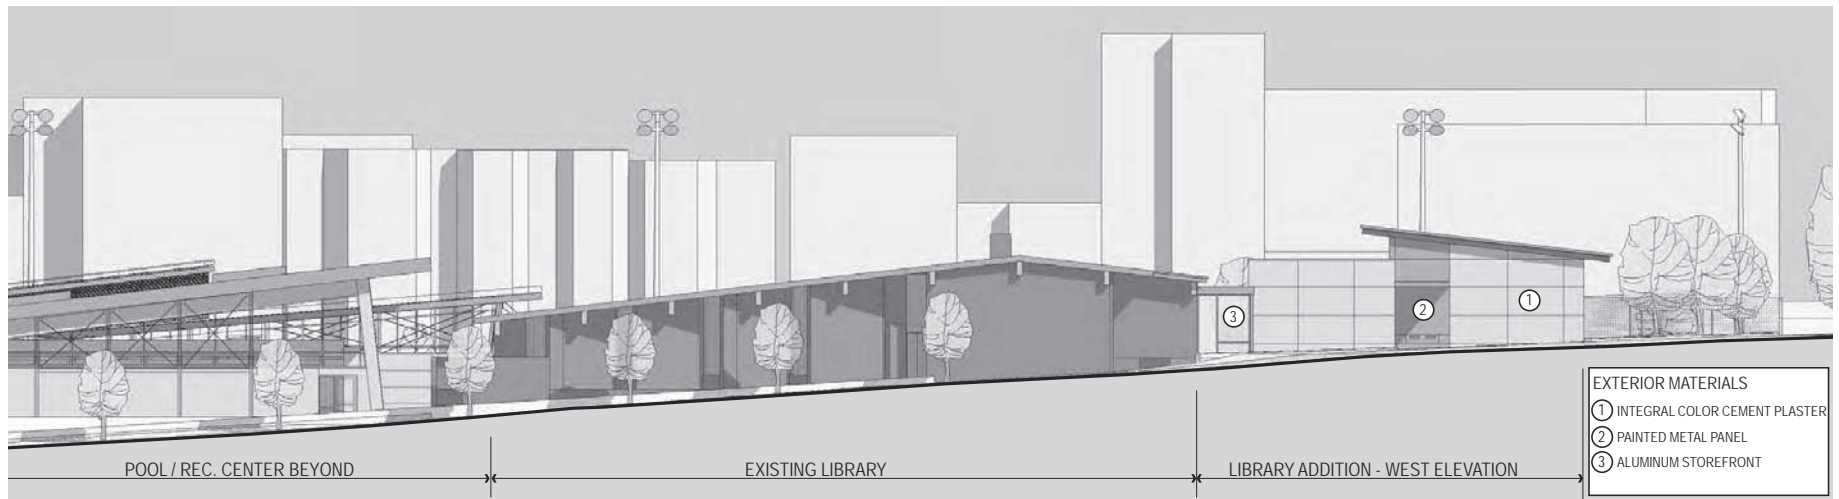 3
2
1
EXTERIOR MATERIALS
1 INTEGRAL COLOR CEMENT PLASTER
2 PAINTED METAL PANEL
3 ALUMINUM STOREFRONT
POOL / REC. CENTER BEYOND
EXISTING LIBRARY
LIBRARY ADDITION - WEST ELEVATION